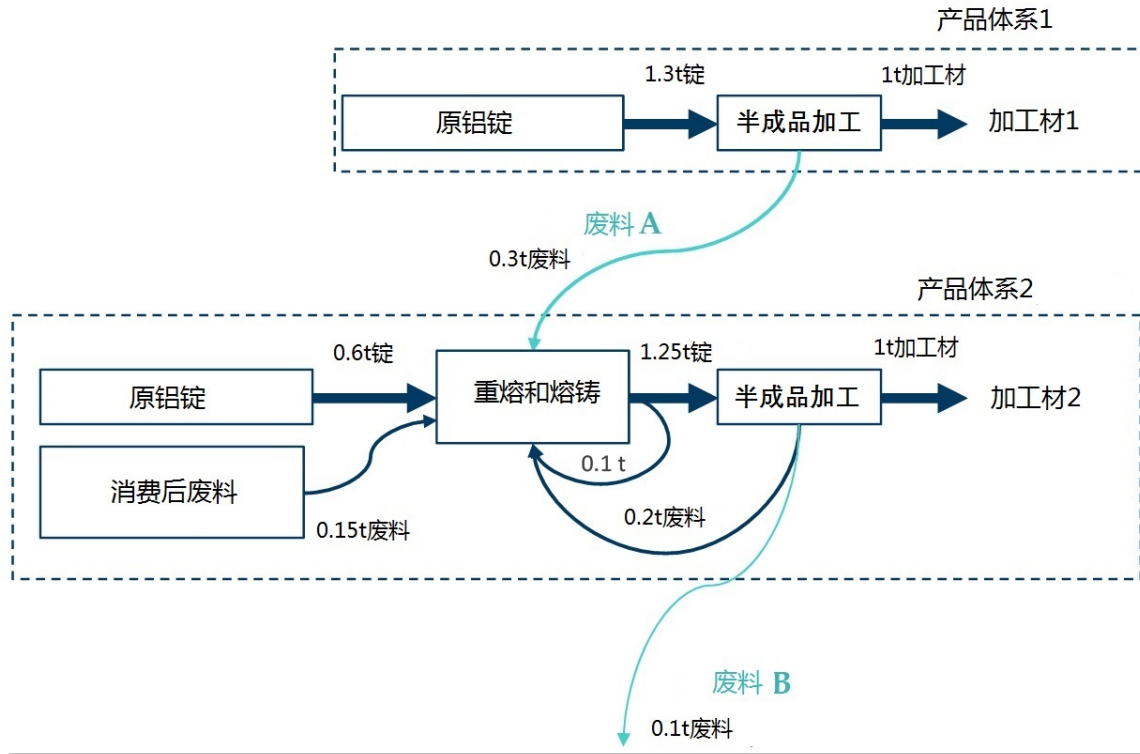 产品体系1
1.3t锭
1t加工材
原铝锭
半成品加工
加工材1
废料 A
0.3t废料
产品体系2
0.6t锭
1.25t锭
1t加工材
原铝锭
重熔和熔铸
半成品加工
加工材2
消费后废料
0.1 t
0.15t废料
0.2t废料
废料 B
0.1t废料